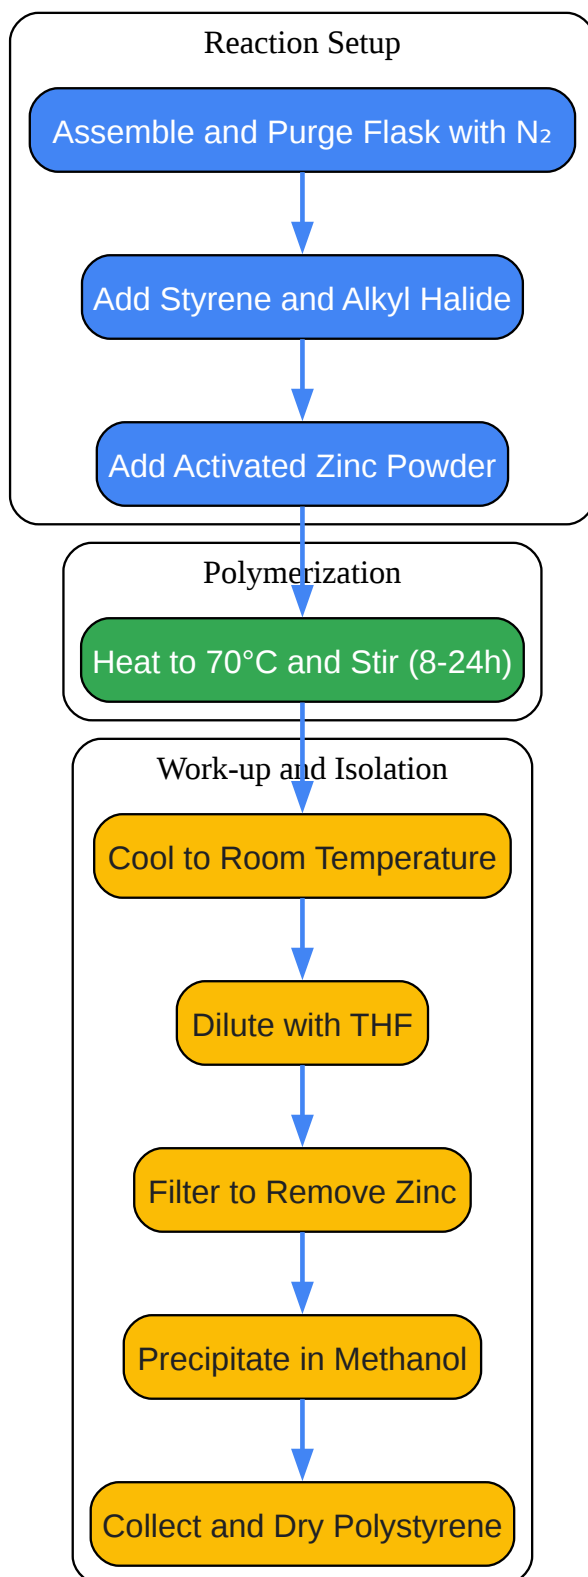 Reaction Setup
Assemble and Purge Flask with N₂
Add Styrene and Alkyl Halide
Add Activated Zinc Powder
Polymerization
Heat to 70°C and Stir (8-24h)
Work-up and Isolation
Cool to Room Temperature
Dilute with THF
Filter to Remove Zinc
Precipitate in Methanol
Collect and Dry Polystyrene